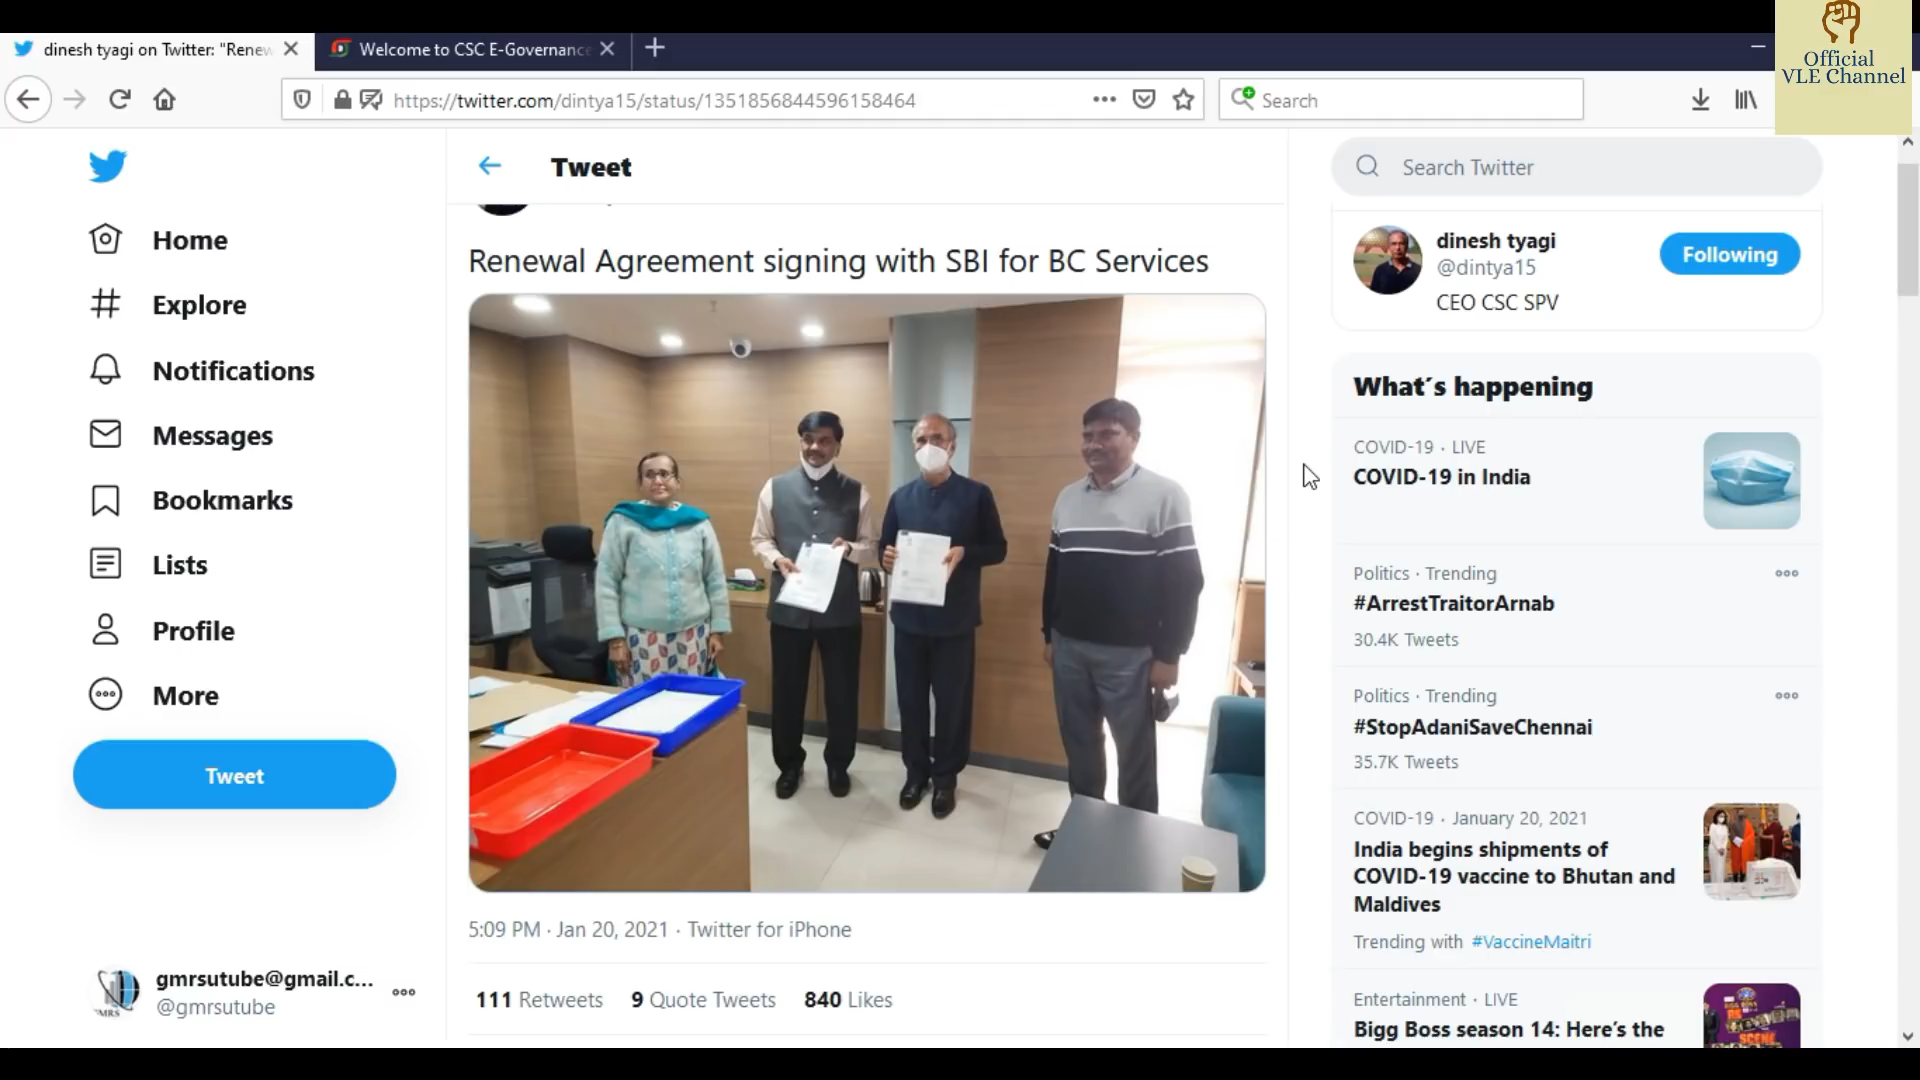 Official
VLE Channel
dinesh tyagi on Twitter: "Renew
Welcome to CSC E-Governance
https://twitter.com/dintya15/status/1351856844596158464
Search
Home
Explore
Notifications
Messages
Bookmarks
Lists
Profile
More
Tweet
gmrsutube@gmail.c...
@gmrsutube
Tweet
Renewal Agreement signing with SBI for BC Services
5:09 PM · Jan 20, 2021 · Twitter for iPhone
111 Retweets 9 Quote Tweets 840 Likes
Search Twitter
dinesh tyagi
@dintya15
Following
CEO CSC SPV
What's happening
COVID-19 · LIVE
COVID-19 in India
Politics · Trending
#ArrestTraitorArnab
30.4K Tweets
Politics · Trending
#StopAdaniSaveChennai
35.7K Tweets
COVID-19 · January 20, 2021
India begins shipments of
COVID-19 vaccine to Bhutan and
Maldives
Trending with #VaccineMaitri
Entertainment · LIVE
Bigg Boss season 14: Here's the